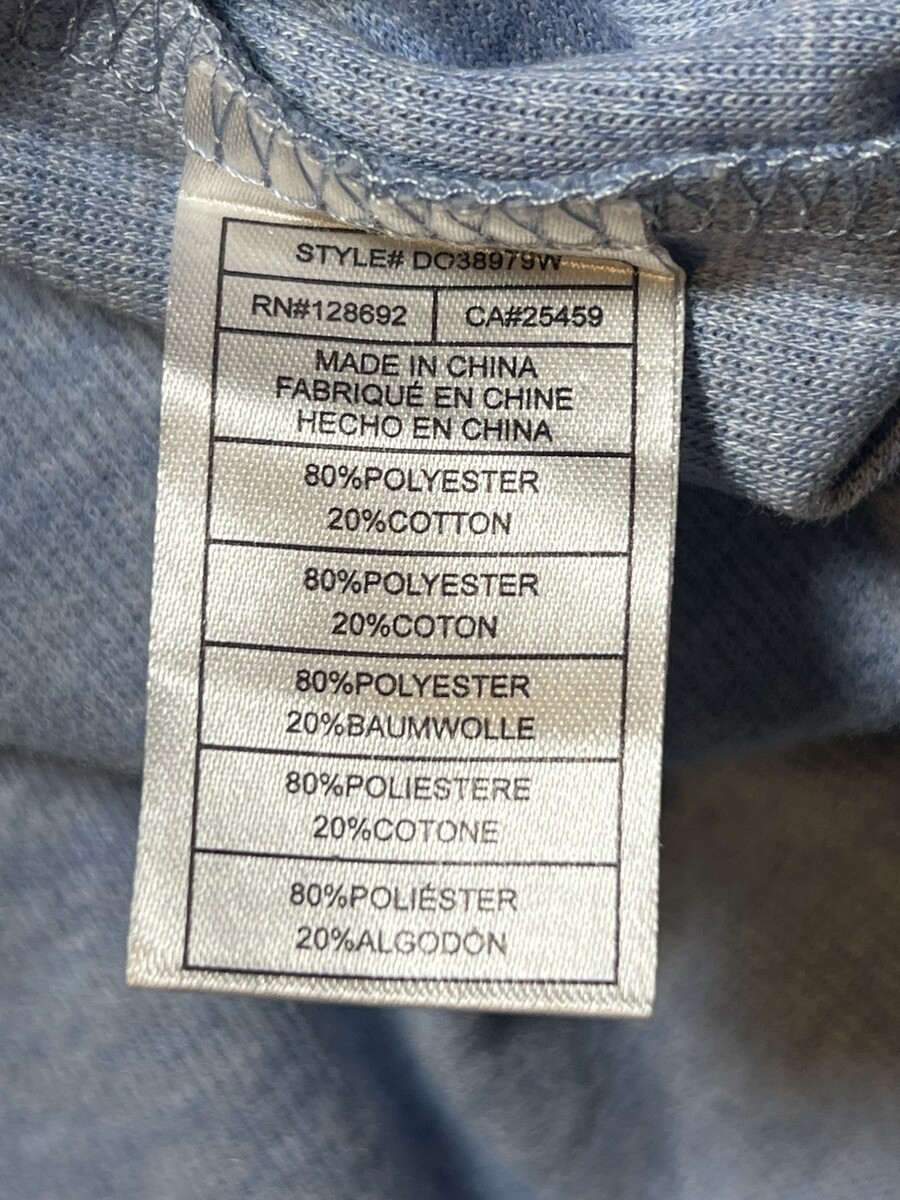 STYLE# DO38979W
RN#128692 CA#25459
MADE IN CHINA
FABRIQUÉ EN CHINE
HECHO EN CHINA
80%POLYESTER
20%COTTON
80%POLYESTER
20%COTON
80%POLYESTER
20%BAUMWOLLE
80%POLIESTERE
20%COTONE
80%POLIÉSTER
20%ALGODÓN